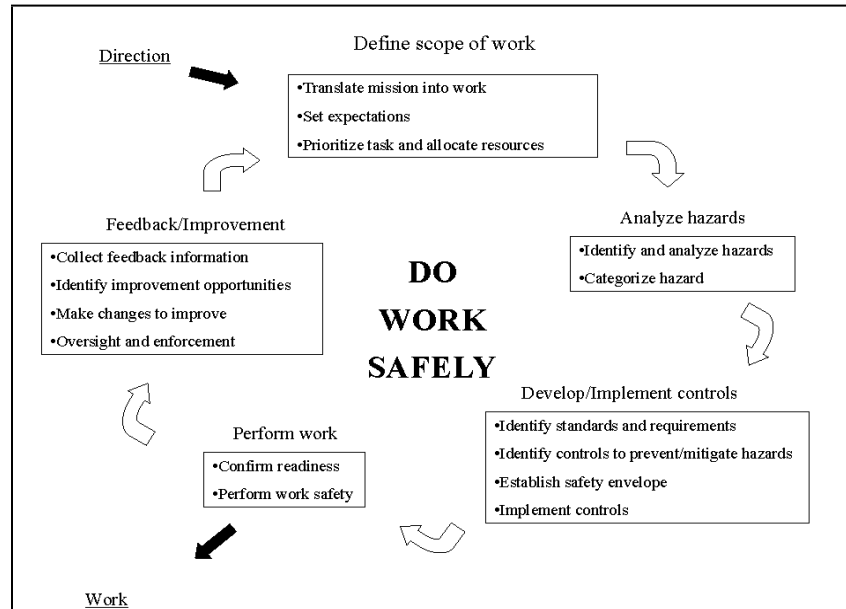 Direction
Define scope of work
•Translate mission into work
•Set expectations
•Prioritize task and allocate resources
Analyze hazards
•Identify and analyze hazards
•Categorize hazard
Develop/Implement controls
•Identify standards and requirements
•Identify controls to prevent/mitigate hazards
•Establish safety envelope
•Implement controls
Perform work
•Confirm readiness
•Perform work safety
Work
Feedback/Improvement
•Collect feedback information
•Identify improvement opportunities
•Make changes to improve
•Oversight and enforcement
DO
WORK
SAFELY